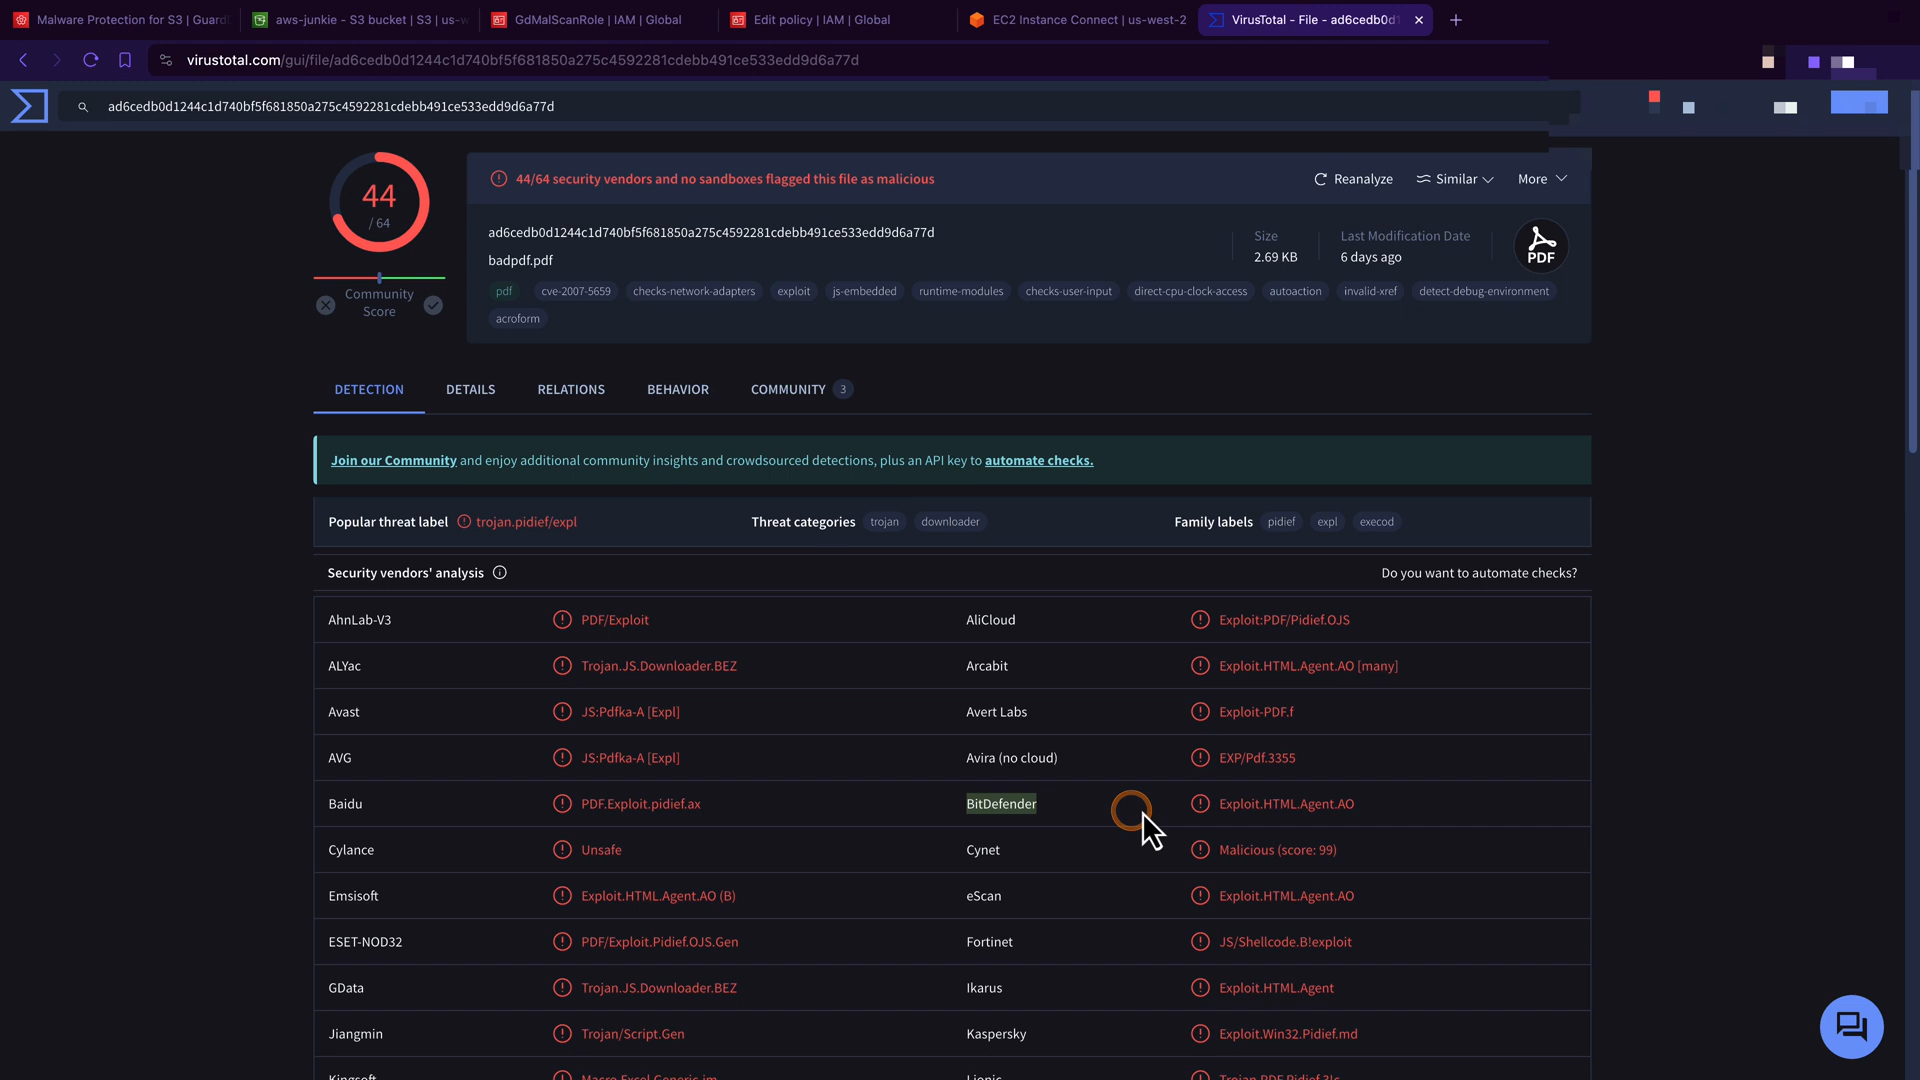 Malware Protection for S3 | Guard
aws-junkie - S3 bucket | S3 | us-w
GdMalScanRole | IAM | Global
Edit policy | IAM | Global
EC2 Instance Connect | us-west-2
VirusTotal - File - ad6cedb0d1
virustotal.com/gui/file/ad6cedb0d1244c1d740bf5f681850a275c4592281cdebb491ce533edd9d6a77d
ad6cedb0d1244c1d740bf5f681850a275c4592281cdebb491ce533edd9d6a77d
44
/ 64
Community Score
44/64 security vendors and no sandboxes flagged this file as malicious
Reanalyze
Similar
More
ad6cedb0d1244c1d740bf5f681850a275c4592281cdebb491ce533edd9d6a77d
badpdf.pdf
Size
2.69 KB
Last Modification Date
6 days ago
PDF
pdf cve-2007-5659 checks-network-adapters exploit js-embedded runtime-modules checks-user-input direct-cpu-clock-access autoaction invalid-xref detect-debug-environment
acroform
DETECTION DETAILS RELATIONS BEHAVIOR COMMUNITY 3
Join our Community and enjoy additional community insights and crowdsourced detections, plus an API key to automate checks.
Popular threat label trojan.pidief/expl Threat categories trojan downloader Family labels pidief expl execod
Security vendors' analysis Do you want to automate checks?
AhnLab-V3 PDF/Exploit AliCloud Exploit:PDF/Pidief.OJS
ALYac Trojan.JS.Downloader.BEZ Arcabit Exploit.HTML.Agent.AO [many]
Avast JS:Pdfka-A [Expl] Avert Labs Exploit-PDF.f
AVG JS:Pdfka-A [Expl] Avira (no cloud) EXP/Pdf.3355
Baidu PDF.Exploit.pidief.ax BitDefender Exploit.HTML.Agent.AO
Cylance Unsafe Cynet Malicious (score: 99)
Emsisoft Exploit.HTML.Agent.AO (B) eScan Exploit.HTML.Agent.AO
ESET-NOD32 PDF/Exploit.Pidief.OJS.Gen Fortinet JS/Shellcode.B!exploit
GData Trojan.JS.Downloader.BEZ Ikarus Exploit.HTML.Agent
Jiangmin Trojan/Script.Gen Kaspersky Exploit.Win32.Pidief.md